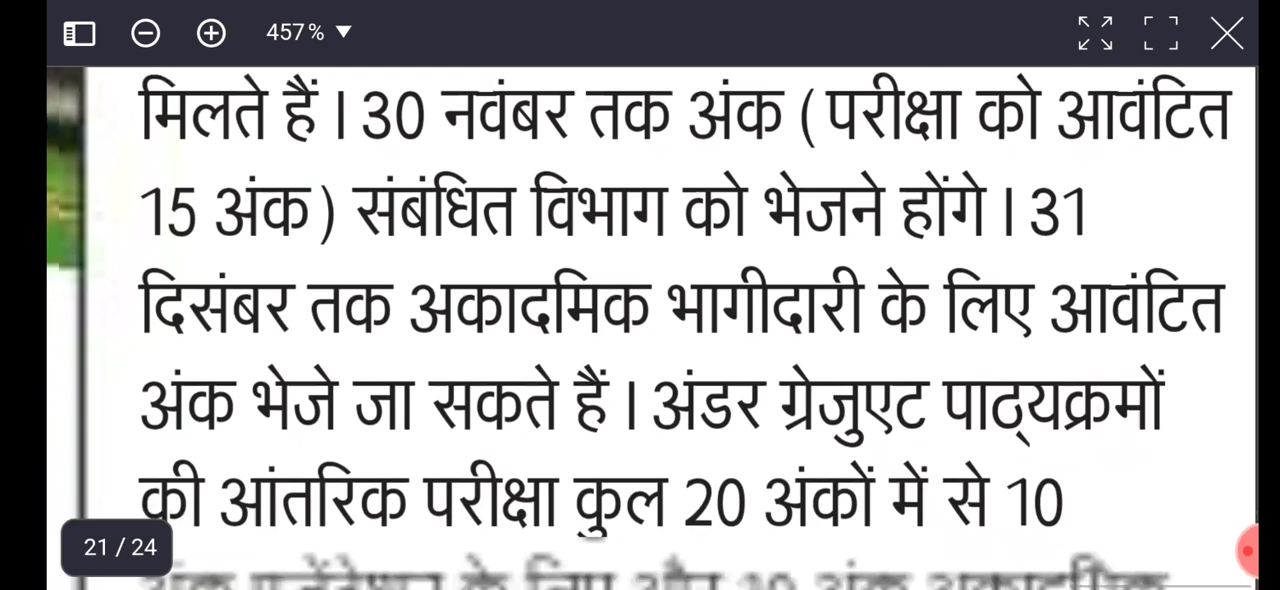 457%
मिलते हैं। 30 नवंबर तक अंक ( परीक्षा को आवंटित
15 अंक) संबंधित विभाग को भेजने होंगे। 31
दिसंबर तक अकादमिक भागीदारी के लिए आवंटित
अंक भेजे जा सकते हैं। अंडर ग्रेजुएट पाठ्यक्रमों
की आंतरिक परीक्षा कुल 20 अंकों में से 10
21 / 24